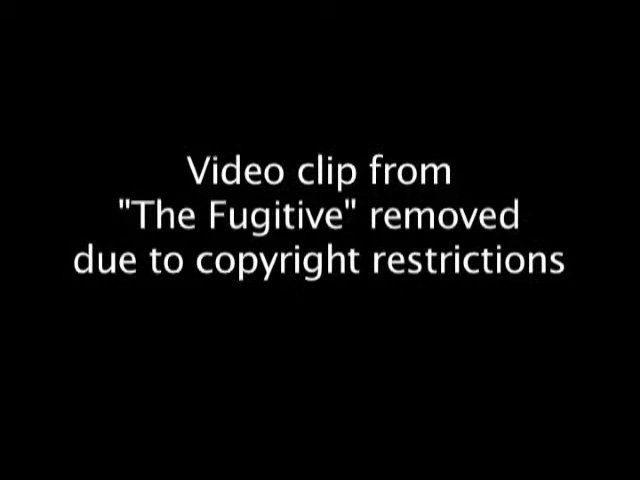 Video clip from
"The Fugitive" removed
due to copyright restrictions